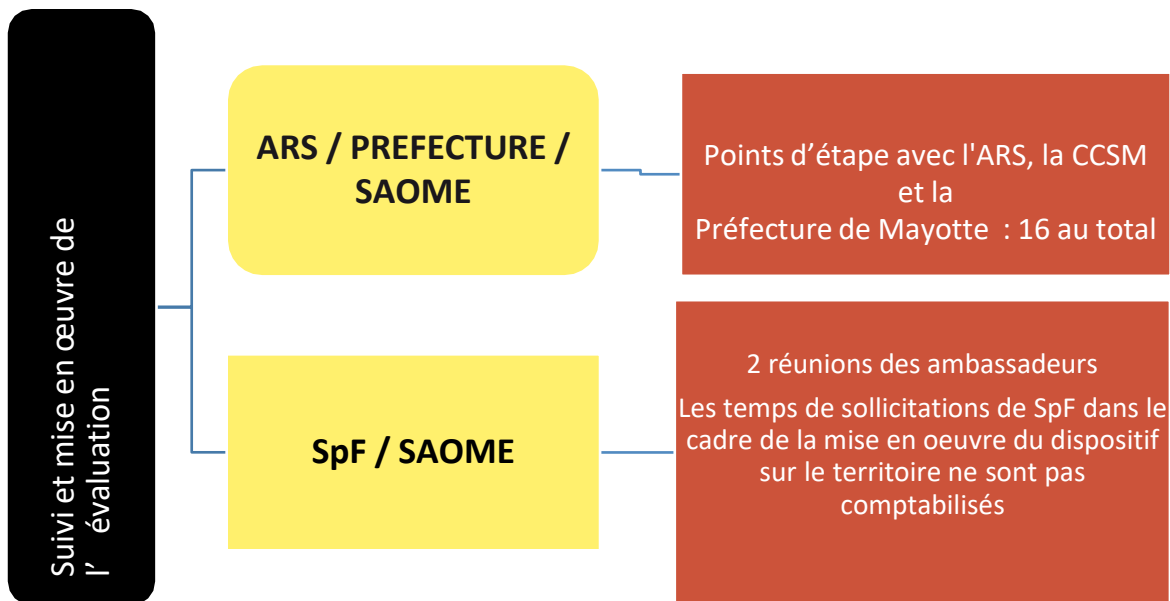 Suivi et mise en œuvre de
l’ évaluation
ARS / PREFECTURE /
SAOME
Points d’étape avec l'ARS, la CCSM
et la
Préfecture de Mayotte : 16 au total
SpF / SAOME
2 réunions des ambassadeurs
Les temps de sollicitations de SpF dans le
cadre de la mise en oeuvre du dispositif
sur le territoire ne sont pas
comptabilisés